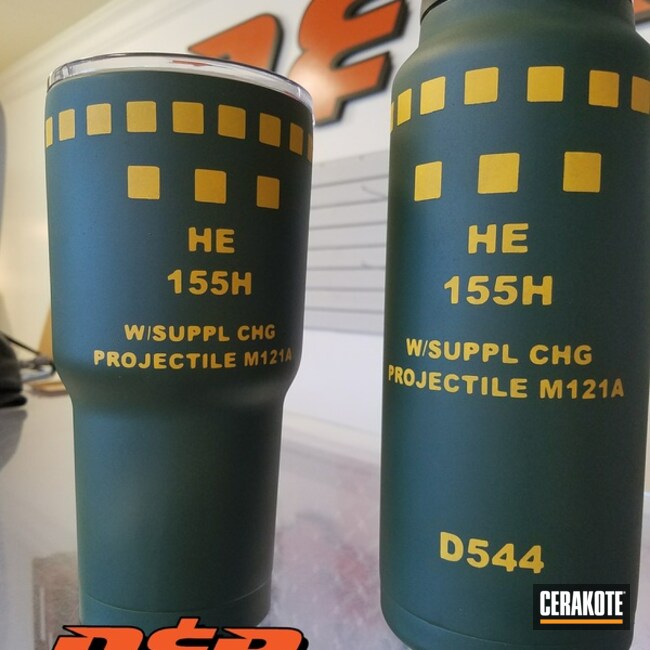 HE
155H
W/SUPPL CHG
PROJECTILE M121A
HE
155H
W/SUPPL CHG
PROJECTILE M121A
D544
CERAKOTE